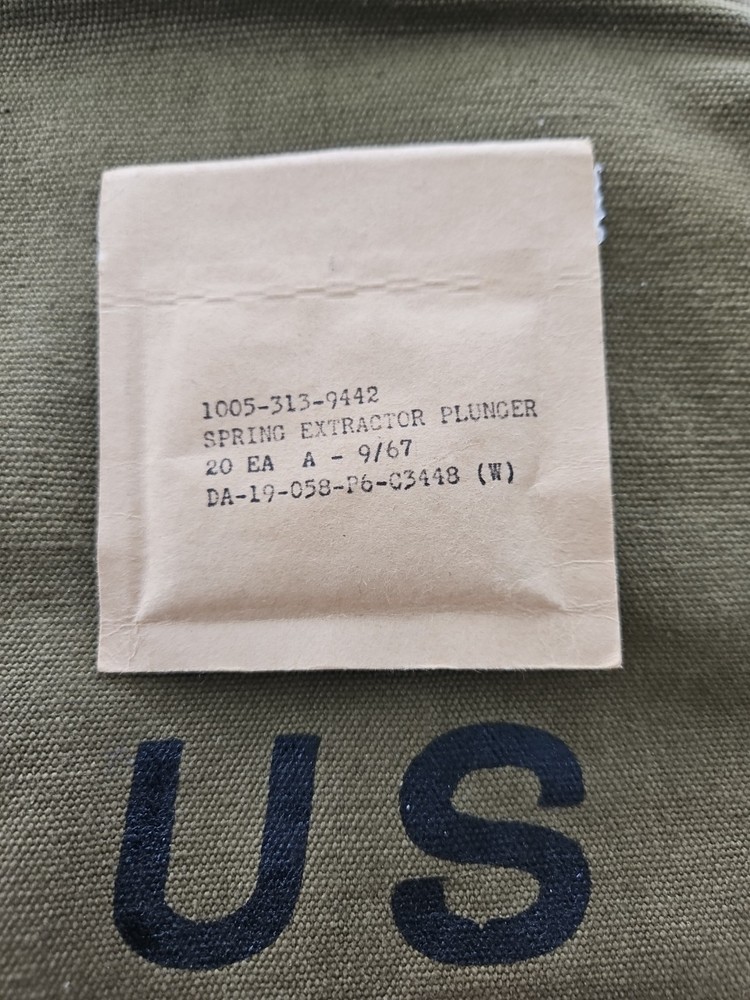 1005-313-9442
SPRING EXTRACTOR PLUNGER
20 EA A - 9/67
DA-19-058-P6-C3448 (W)
US